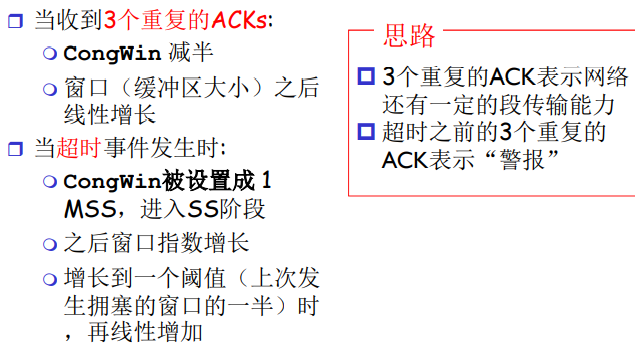 当收到3个重复的ACKs:
CongWin 减半
窗口（缓冲区大小）之后
线性增长
当超时事件发生时:
CongWin被设置成 1
MSS，进入SS阶段
之后窗口指数增长
增长到一个阈值（上次发
生拥塞的窗口的一半）时
，再线性增加
思路
3个重复的ACK表示网络
还有一定的段传输能力
超时之前的3个重复的
ACK表示“警报”